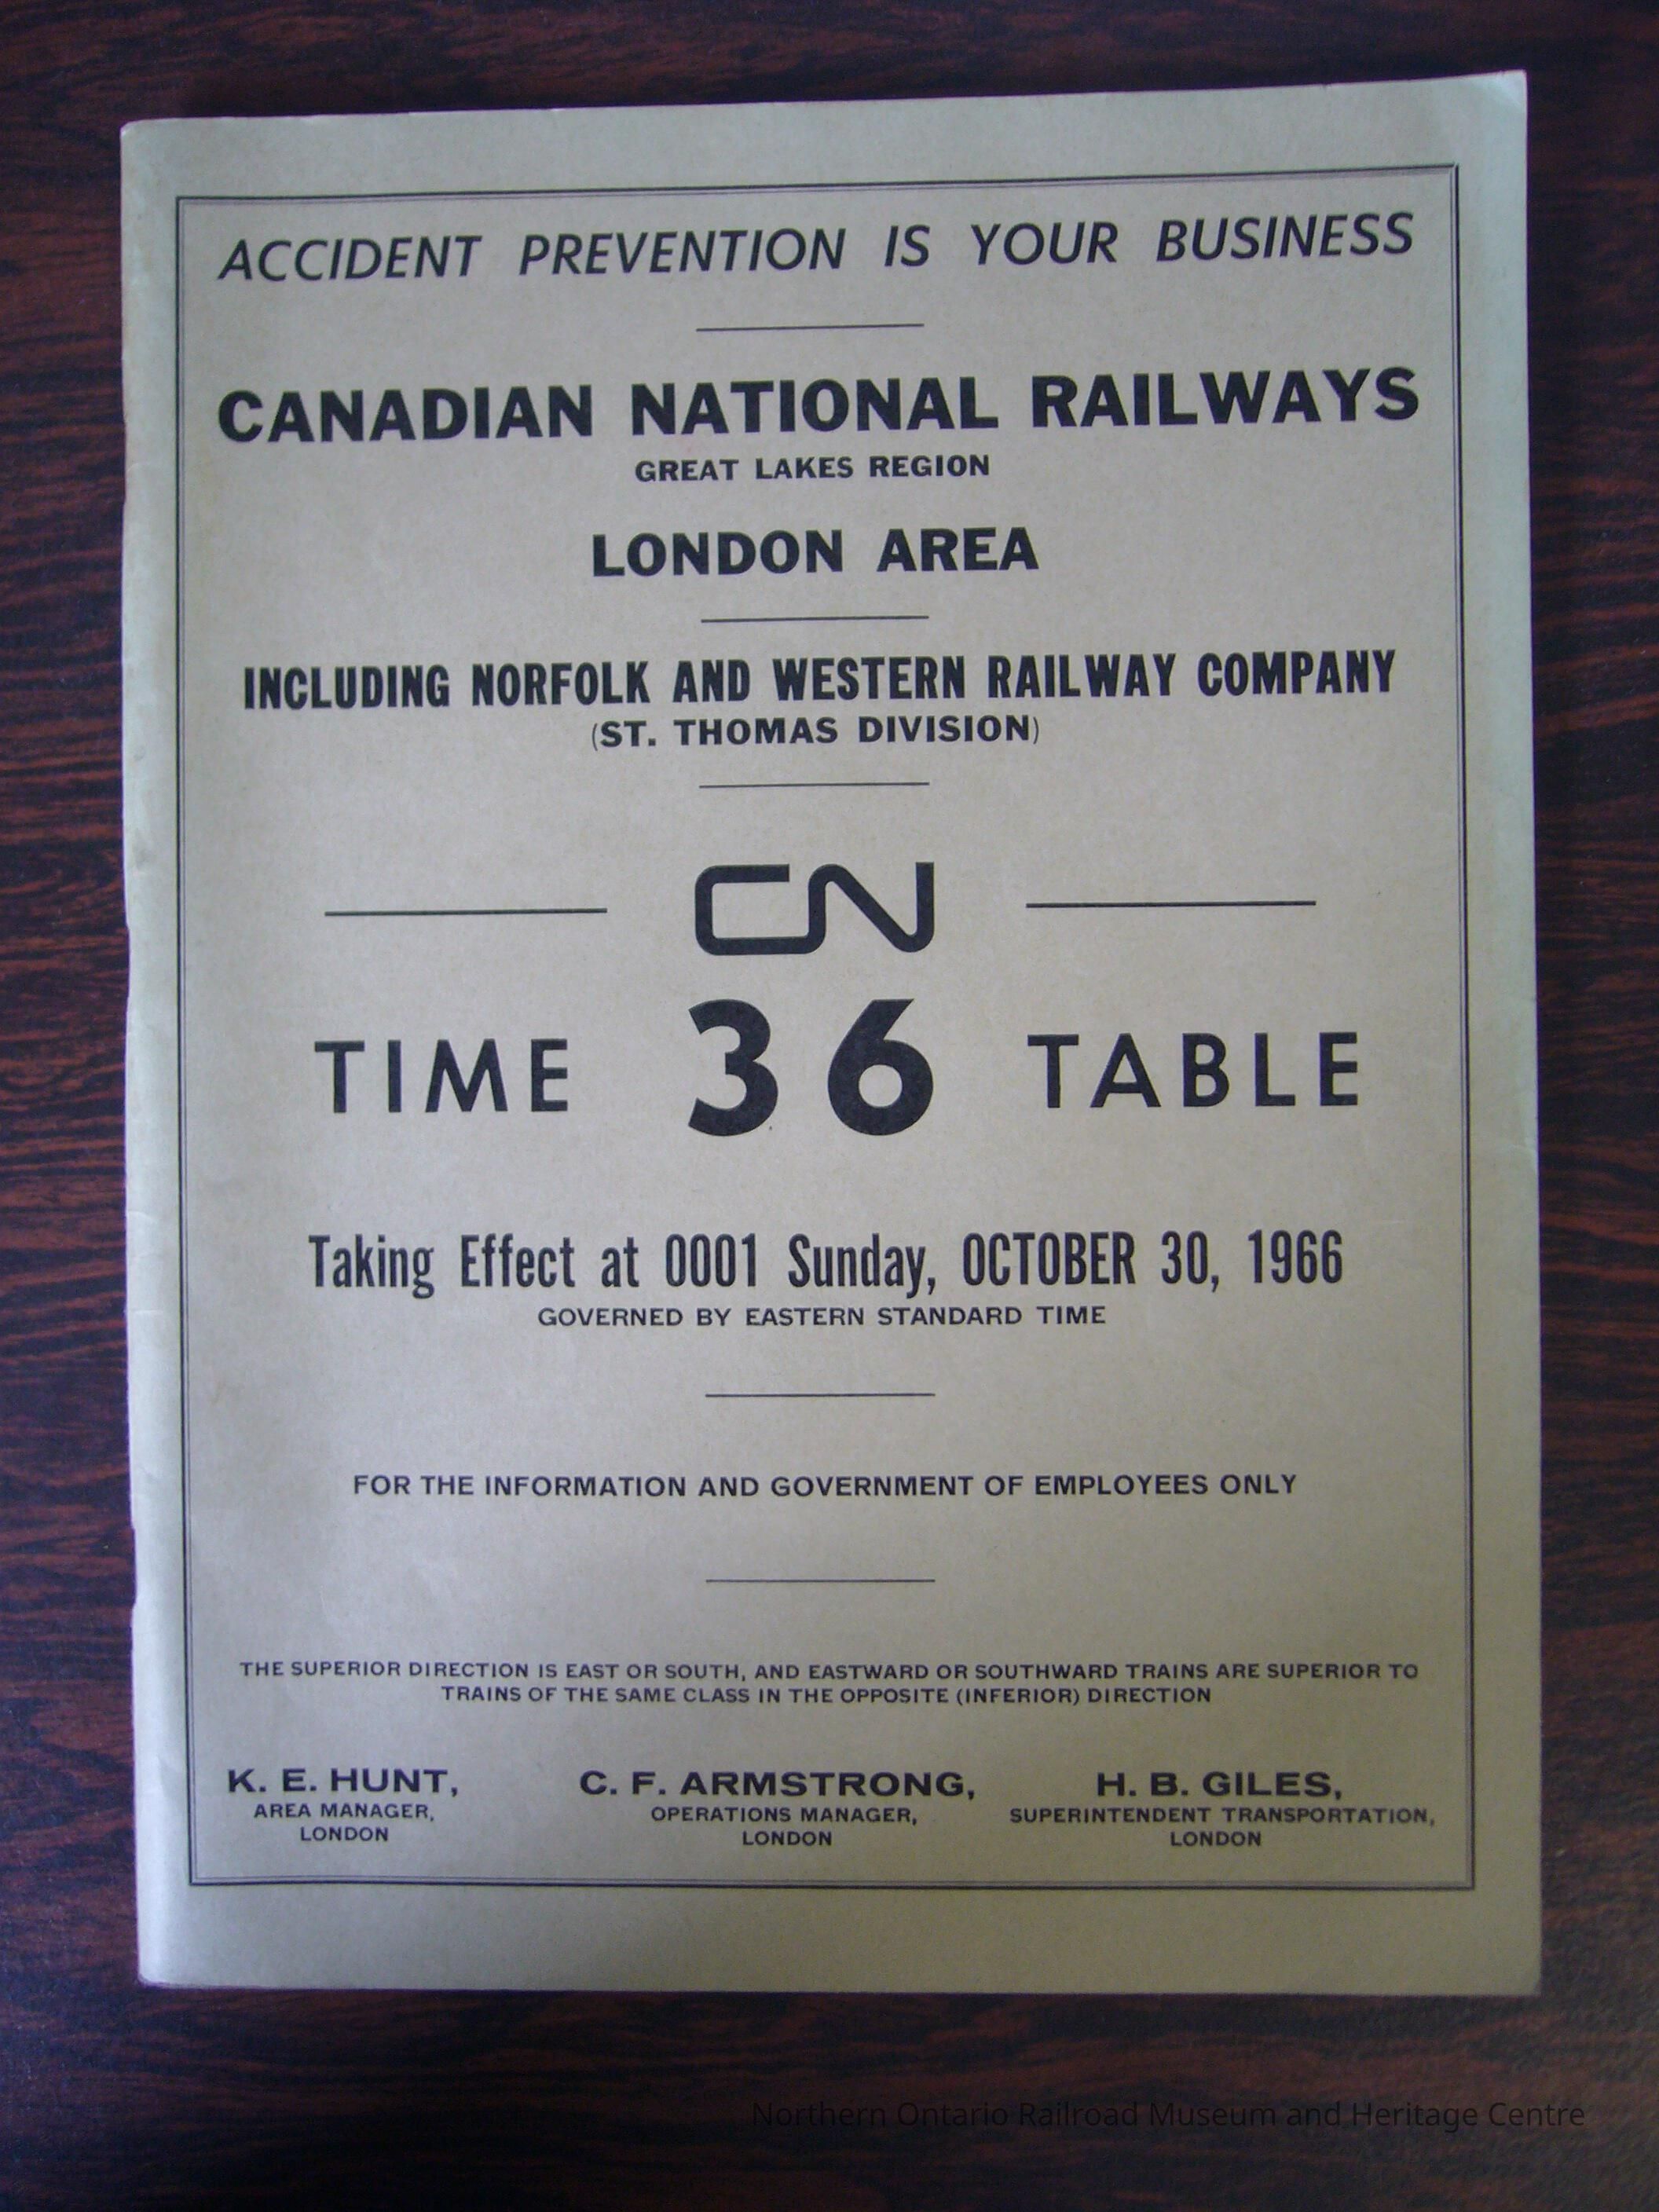 ACCIDENT PREVENTION IS YOUR BUSINESS
CANADIAN NATIONAL RAILWAYS
GREAT LAKES REGION
LONDON AREA
INCLUDING NORFOLK AND WESTERN RAILWAY COMPANY
(ST. THOMAS DIVISION)
CN
TIME 36 TABLE
Taking Effect at 0001 Sunday, OCTOBER 30, 1966
GOVERNED BY EASTERN STANDARD TIME
FOR THE INFORMATION AND GOVERNMENT OF EMPLOYEES ONLY
THE SUPERIOR DIRECTION IS EAST OR SOUTH, AND EASTWARD OR SOUTHWARD TRAINS ARE SUPERIOR TO
TRAINS OF THE SAME CLASS IN THE OPPOSITE (INFERIOR) DIRECTION
K. E. HUNT,
AREA MANAGER,
LONDON
C. F. ARMSTRONG,
OPERATIONS MANAGER,
LONDON
H. B. GILES,
SUPERINTENDENT TRANSPORTATION,
LONDON
Northern Ontario Railroad Museum and Heritage Centre